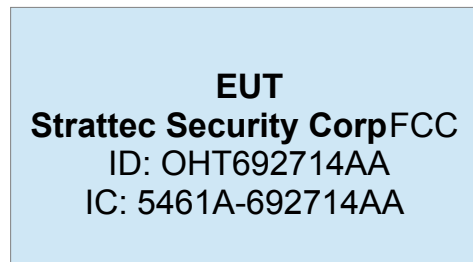 EUT
Strattec Security CorpFCC
ID: OHT692714AA
IC: 5461A-692714AA